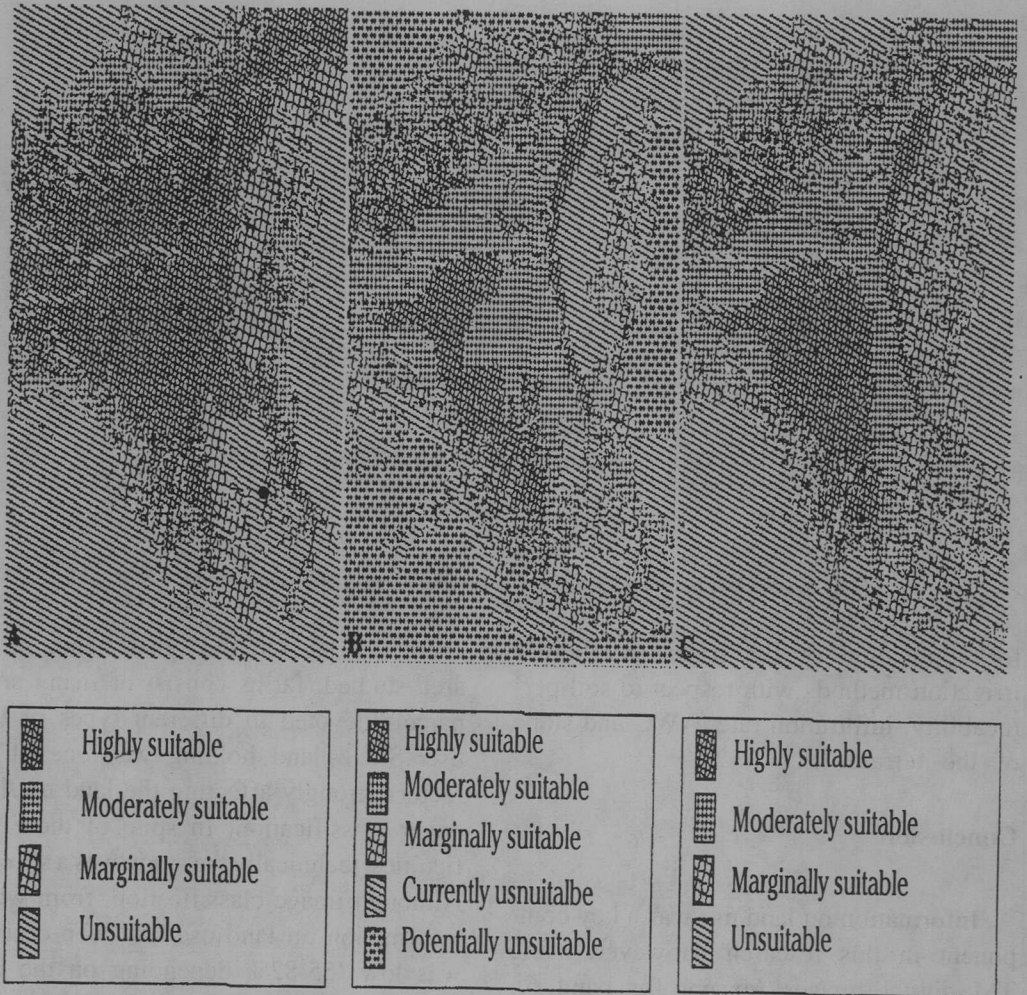 A
B
C
Highly suitable
Moderately suitable
Marginally suitable
Unsuitable
Highly suitable
Moderately suitable
Marginally suitable
Currently usnuitalbe
Potentially unsuitable
Highly suitable
Moderately suitable
Marginally suitable
Unsuitable